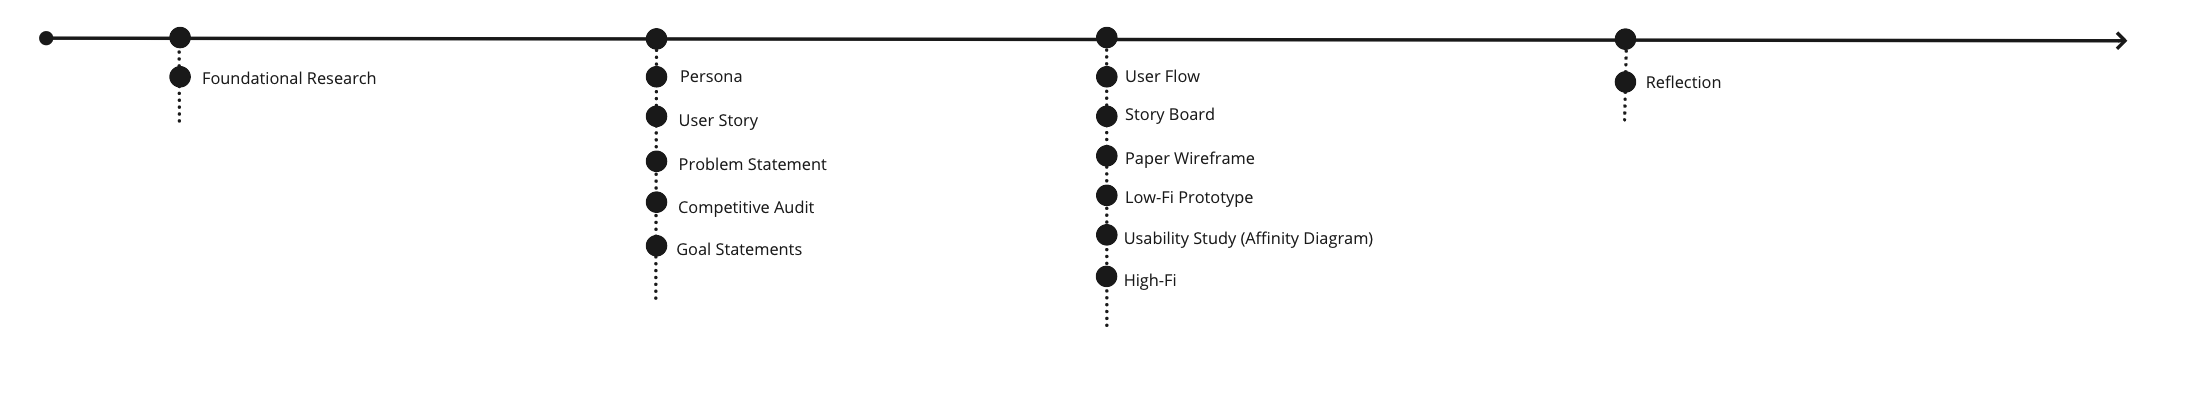 Foundational Research
Persona
User Story
Problem Statement
Competitive Audit
Goal Statements
User Flow
Story Board
Paper Wireframe
Low-Fi Prototype
Usability Study (Affinity Diagram)
High-Fi
Reflection